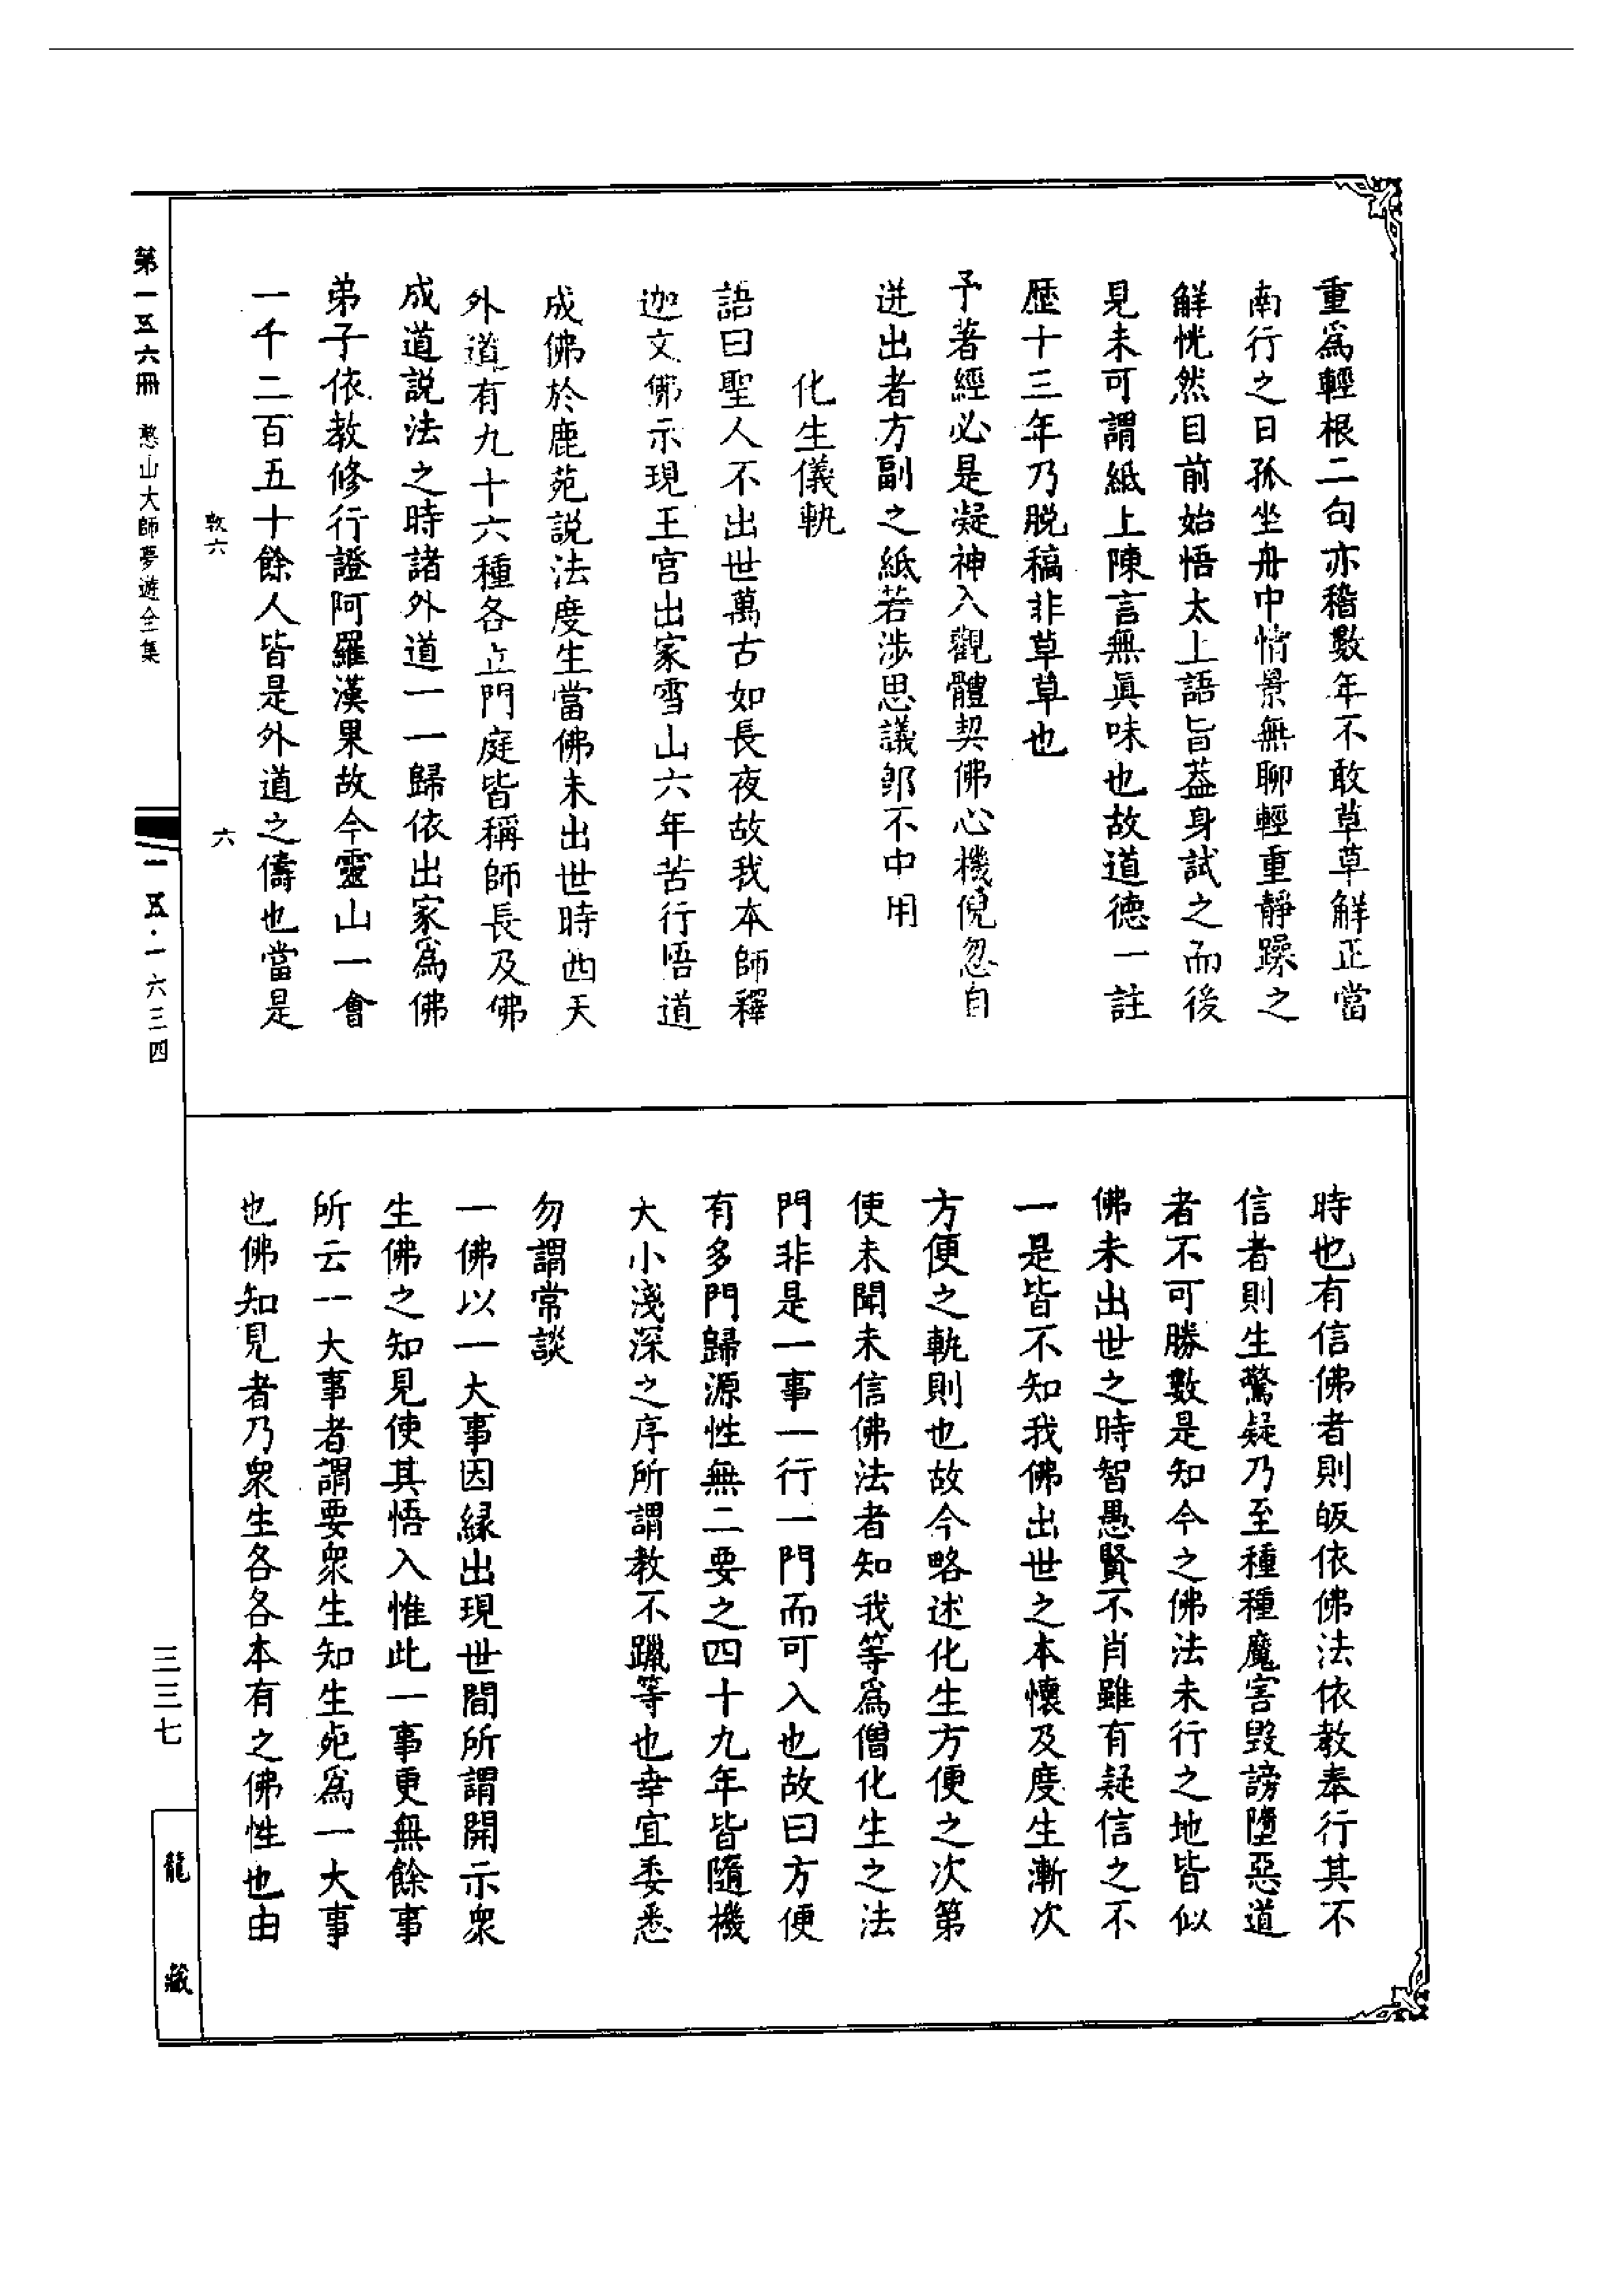 重爲輕根二句亦稽數年不敢草草解正當
南行之日孤坐舟中情景無聊輕重靜躁之
解恍然目前始悟太上語旨葢身試之而後
見未可謂紙上陳言無眞味也故道德一註
歷十三年乃脱稿非草草也
予著經必是凝神入觀體契佛心機倪忽自
迸出者方副之紙若涉思議郎不中用
化生儀軌
語曰聖人不出世萬古如長夜故我本師釋
迦文佛示現王宮出家雪山六年苦行悟道
成佛於鹿苑説法度生當佛未出世時西天
外道有九十六種各立門庭皆稱師長及佛
成道説法之時諸外道一一歸依出家爲佛
弟子依教修行證阿羅漢果故今靈山一會
一千二百五十餘人皆是外道之儔也當是
敦六
六
時也有信佛者則皈依佛法依教奉行其不
信者則生驚疑乃至種種魔害毀謗墮惡道
者不可勝數是知今之佛法未行之地皆似
佛未出世之時智愚賢不肖雖有疑信之不
一是皆不知我佛出世之本懷及度生漸次
方便之軌則也故今略述化生方便之次第
使未聞未信佛法者知我等爲僧化生之法
門非是一事一行一門而可入也故曰方便
有多門歸源性無二要之四十九年皆隨機
大小淺深之序所謂教不躐等也幸宜委悉
勿謂常談
一佛以一大事因緣出現世間所謂開示衆
生佛之知見使其悟入惟此一事更無餘事
所云一大事者謂要衆生知生死爲一大事
也佛知見者乃衆生各各本有之佛性也由
第一五六冊 憨山大師夢遊全集
一五·一六三四
三三七
龍藏